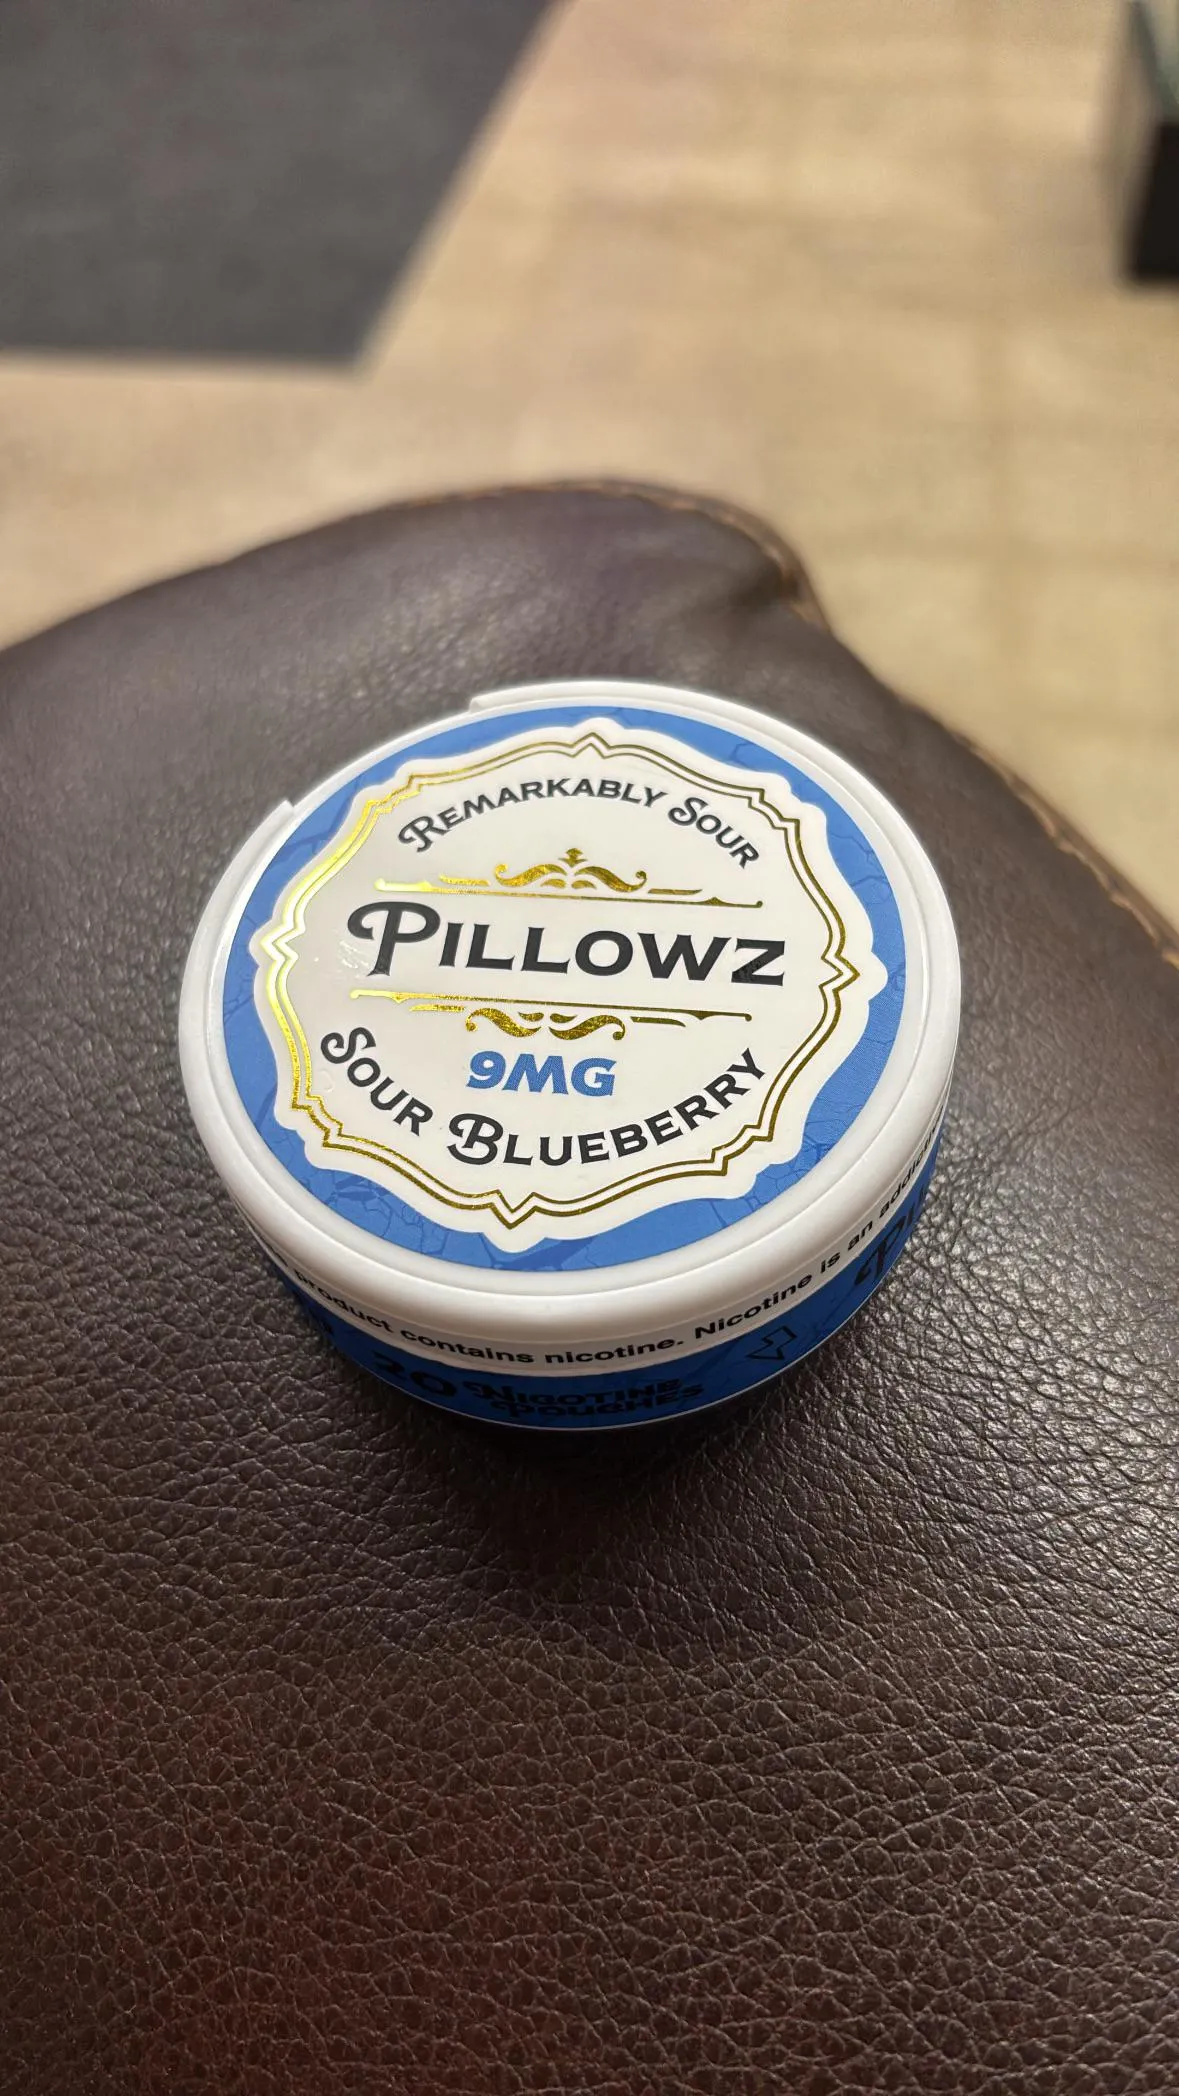 Remarkably Sour
Pillowz
9MG
Sour Blueberry
product contains nicotine. Nicotine is an
20 Nicotine
Pouches